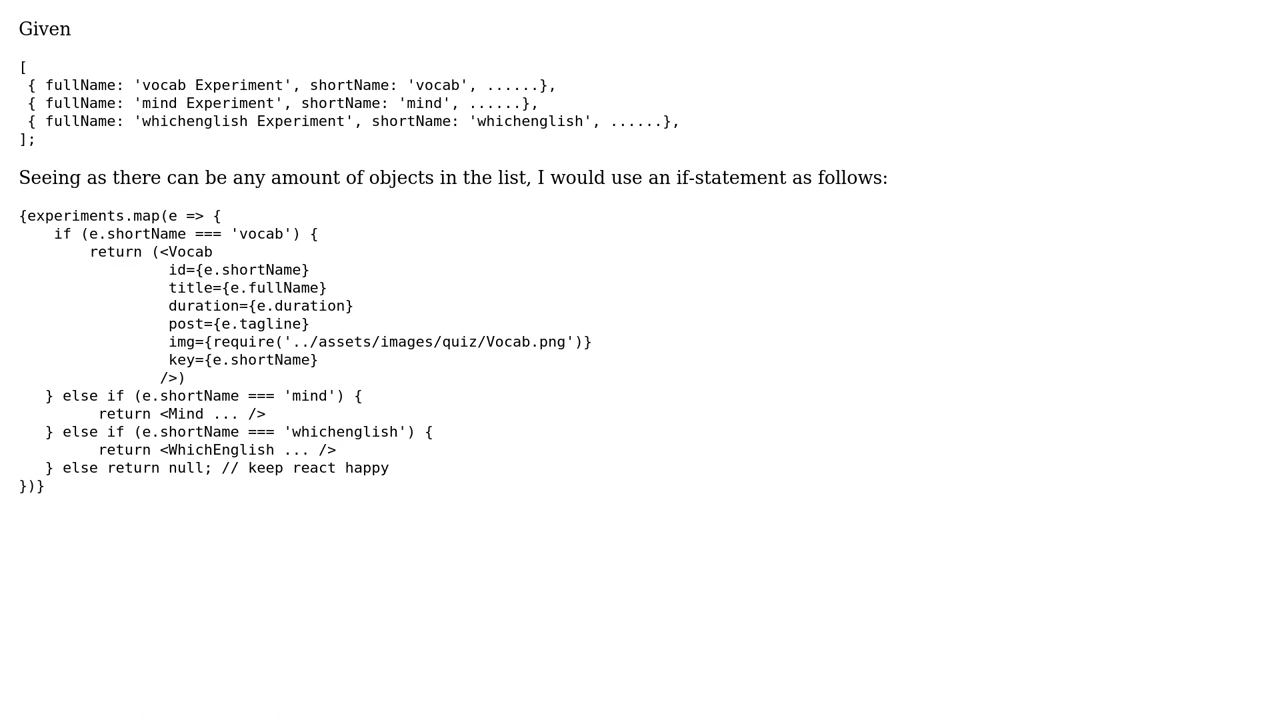 Given
[
 { fullName: 'vocab Experiment', shortName: 'vocab', ......},
 { fullName: 'mind Experiment', shortName: 'mind', ......},
 { fullName: 'whichenglish Experiment', shortName: 'whichenglish', ......},
];
Seeing as there can be any amount of objects in the list, I would use an if-statement as follows:
{experiments.map(e => {
    if (e.shortName === 'vocab') {
        return (<Vocab
                 id={e.shortName}
                 title={e.fullName}
                 duration={e.duration}
                 post={e.tagline}
                 img={require('../assets/images/quiz/Vocab.png')}
                 key={e.shortName}
                />)
   } else if (e.shortName === 'mind') {
         return <Mind ... />
   } else if (e.shortName === 'whichenglish') {
         return <WhichEnglish ... />
   } else return null; // keep react happy
})}